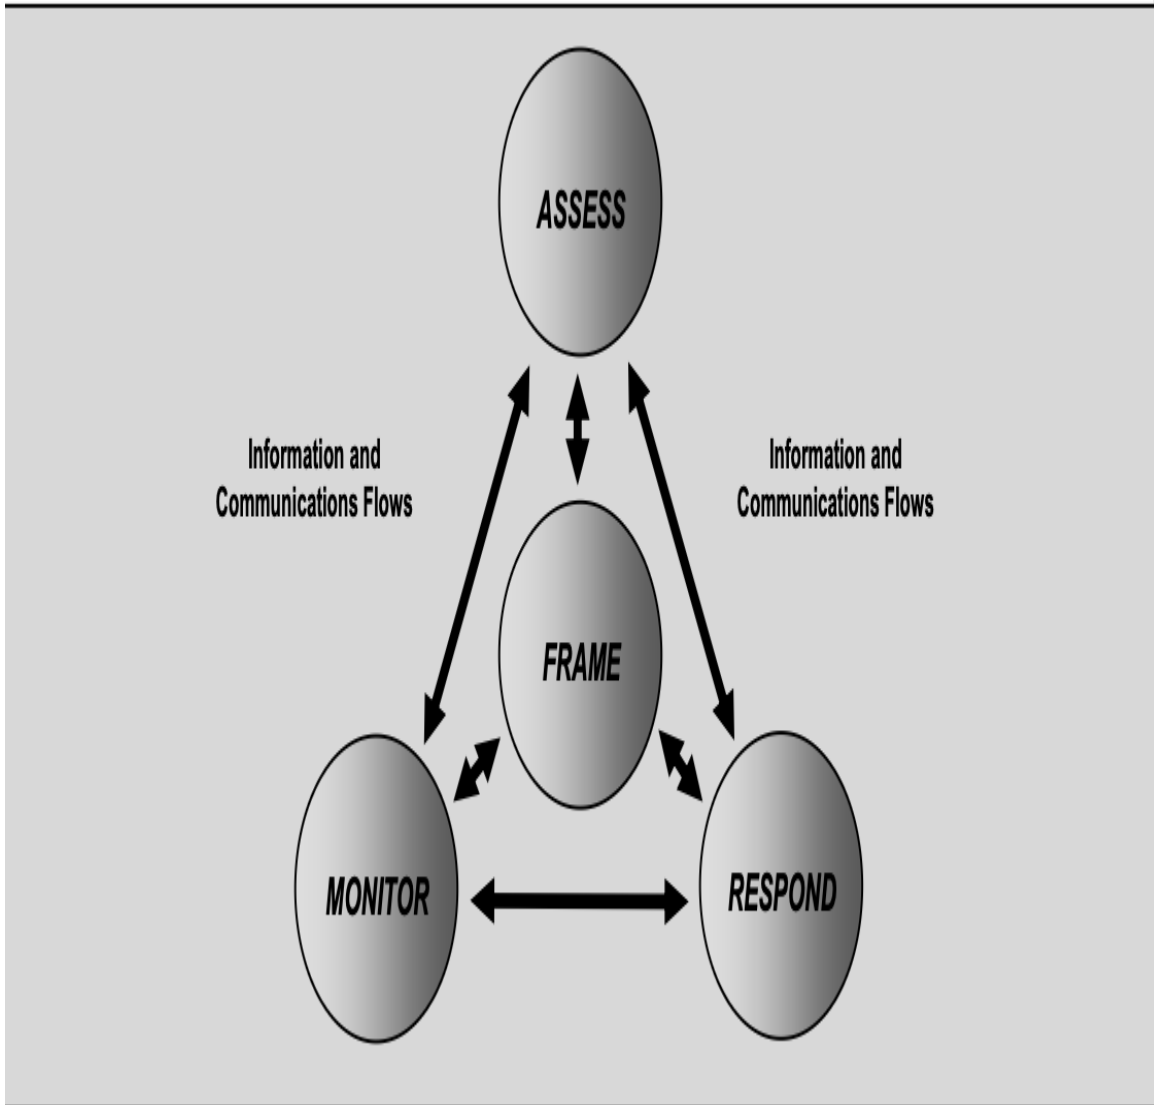 ASSESS
Information and
Communications Flows
Information and
Communications Flows
FRAME
MONITOR
RESPOND